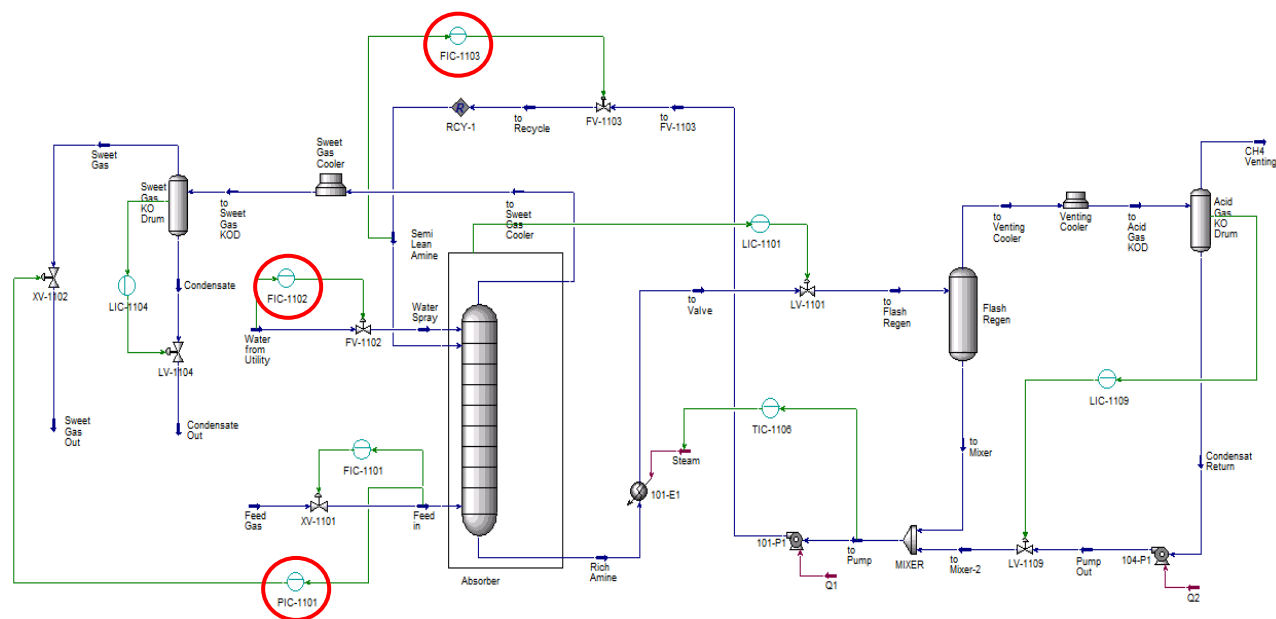 FIC-1103
RCY-1
to
Recycle
FV-1103
to
FV-1103
Sweet
Gas
Sweet
Gas
Cooler
CH4
Venting
Sweet
Gas
KO
Drum
to
Sweet
Gas
KOD
to
Sweet Gas
Cooler
Semi
Lean
Amine
LIC-1101
to
Venting
Cooler
Venting
Cooler
to
Acid
Gas
KOD
Acid
Gas
KO
Drum
XV-1102
LIC-1104
Condensate
FIC-1102
Water
from
Utility
FV-1102
Water
Spray
to
Valve
LV-1101
to
Flash
Regen
Flash
Regen
LV-1104
Sweet
Gas
Out
Condensate
Out
TIC-1106
LIC-1109
FIC-1101
Steam
to
Mixer
Condensat
Return
101-E1
Feed
Gas
XV-1101
Feed
in
Rich
Amine
Absorber
101-P1
to
Pump
MIXER
to
Mixer-2
LV-1109
Pump
Out
104-P1
PIC-1101
Q1
Q2